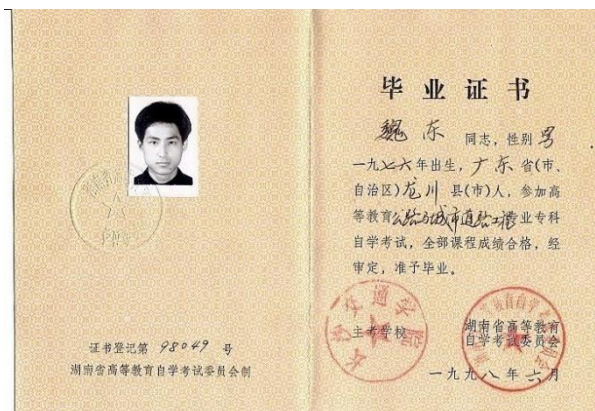 证书登记第 98049 号
湖南省高等教育自学考试委员会制
毕业证书
魏东 同志，性别 男
一九七六年出生，广东省(市、
自治区)龙川县(市)人，参加高
等教育公路与城市道路工程专业专科
自学考试，全部课程成绩合格，经
审定，准予毕业。
长沙交通学院
主考学校
湖南省高等教育
自学考试委员会
一九九八年六月